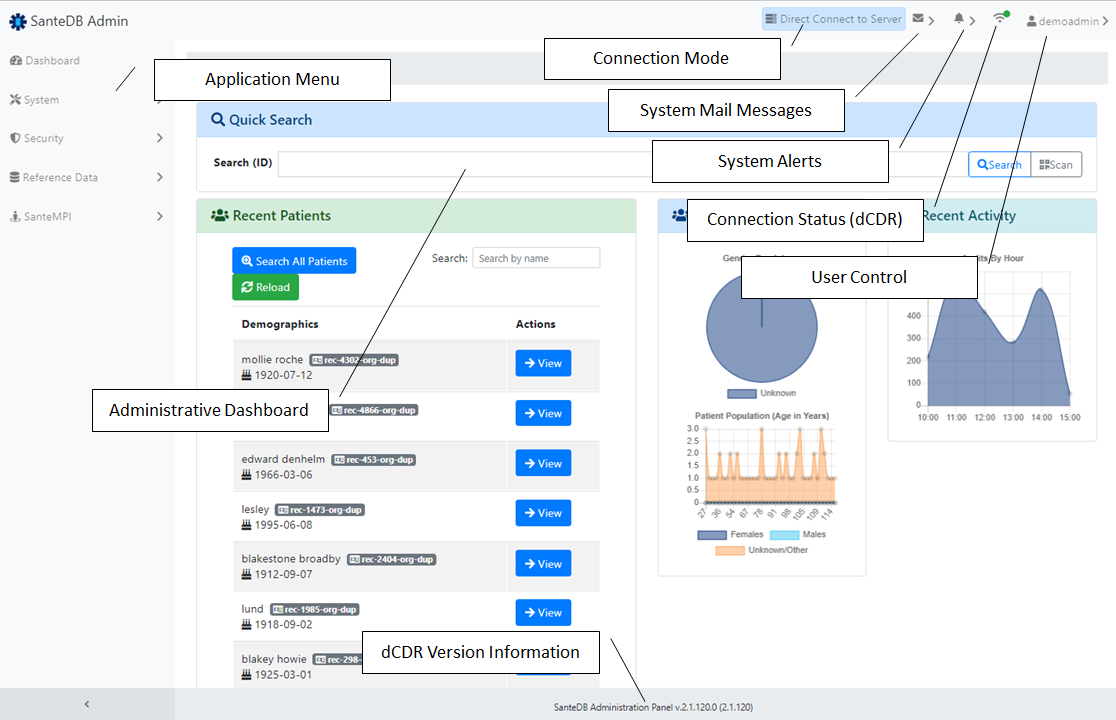 SanteDB Admin
Direct Connect to Server
demoadmin
Dashboard
System
Security
Reference Data
SanteMPI
Application Menu
Connection Mode
System Mail Messages
System Alerts
Connection Status (dCDR)
User Control
Quick Search
Search (ID)
Search
Scan
Recent Patients
Search All Patients
Reload
Search:
Search by name
Demographics
Actions
mollie roche rec-4302-org-dup
1920-07-12
View
rec-4866-org-dup
View
Administrative Dashboard
edward denhelm rec-453-org-dup
1966-03-06
View
lesley rec-1473-org-dup
1995-06-08
View
blakestone broadby rec-2404-org-dup
1912-09-07
View
lund rec-1985-org-dup
1918-09-02
View
blakey howie rec-298-
1925-03-01
dCDR Version Information
Unknown
Patient Population (Age in Years)
3.0
2.5
2.0
1.5
1.0
0.5
0
27
36
54
67
78
91
98
105
109
114
Females
Males
Unknown/Other
Recent Activity
By Hour
400
300
200
100
0
10:00
11:00
12:00
13:00
14:00
15:00
SanteDB Administration Panel v.2.1.120.0 (2.1.120)